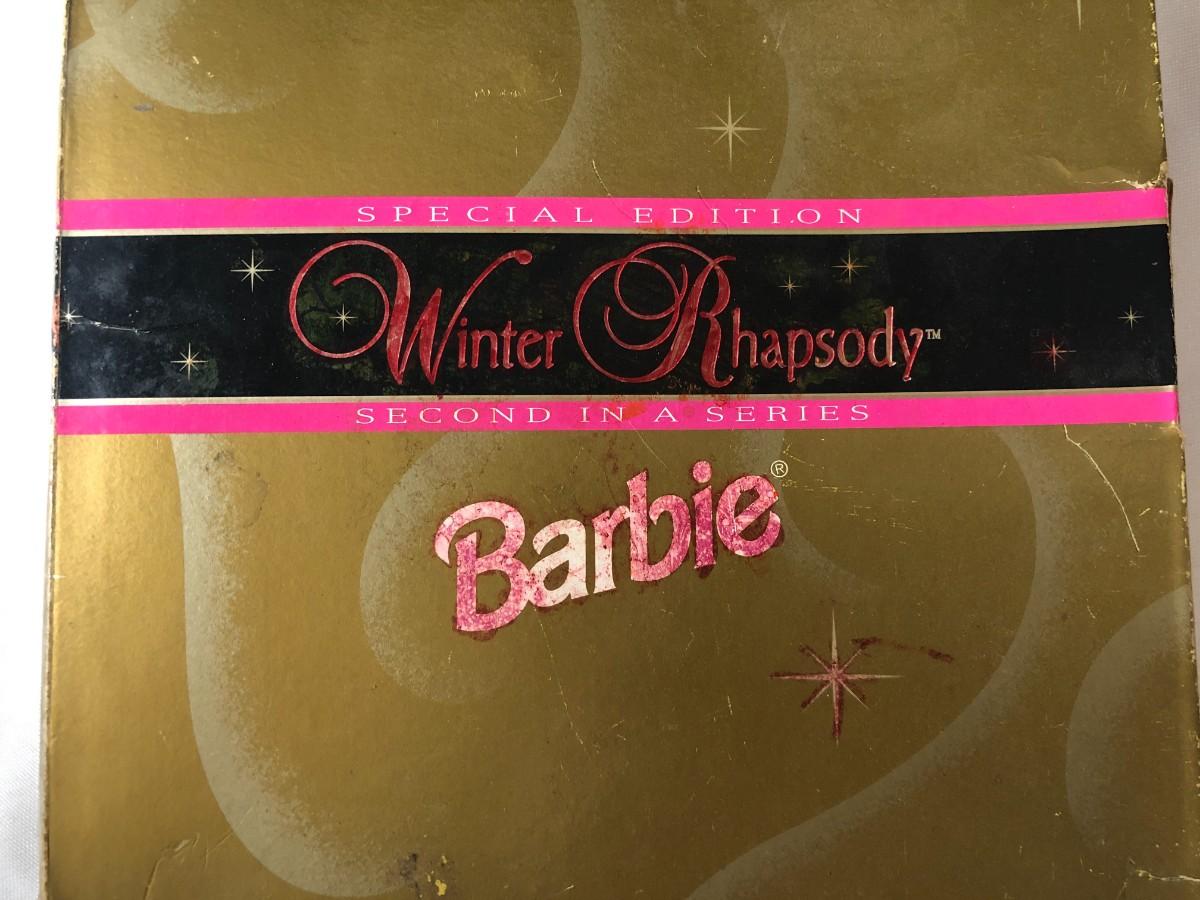 SPECIAL EDITION
Winter Rhapsody™
SECOND IN A SERIES
Barbie®